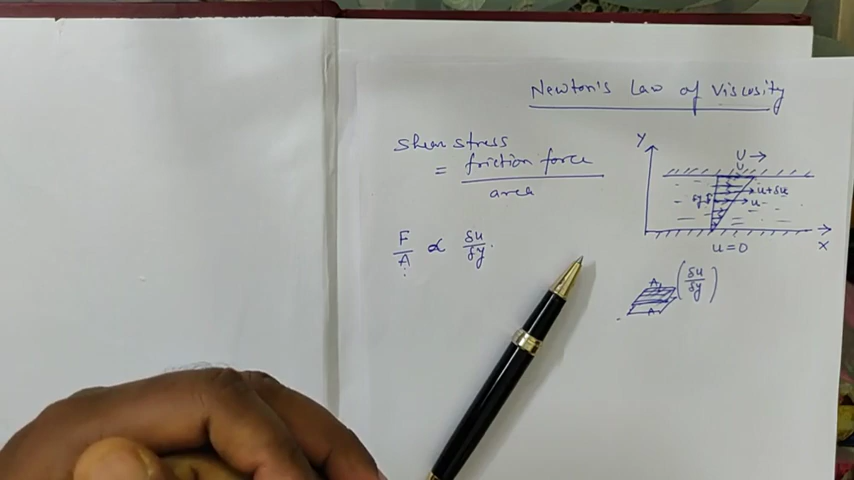 Newton's Law of Viscosity
Shear stress
= friction force
area
F/A ∝ δu/δy.
Y
U →
u+δu
u
δy
X
u=0
A (δu/δy)
A